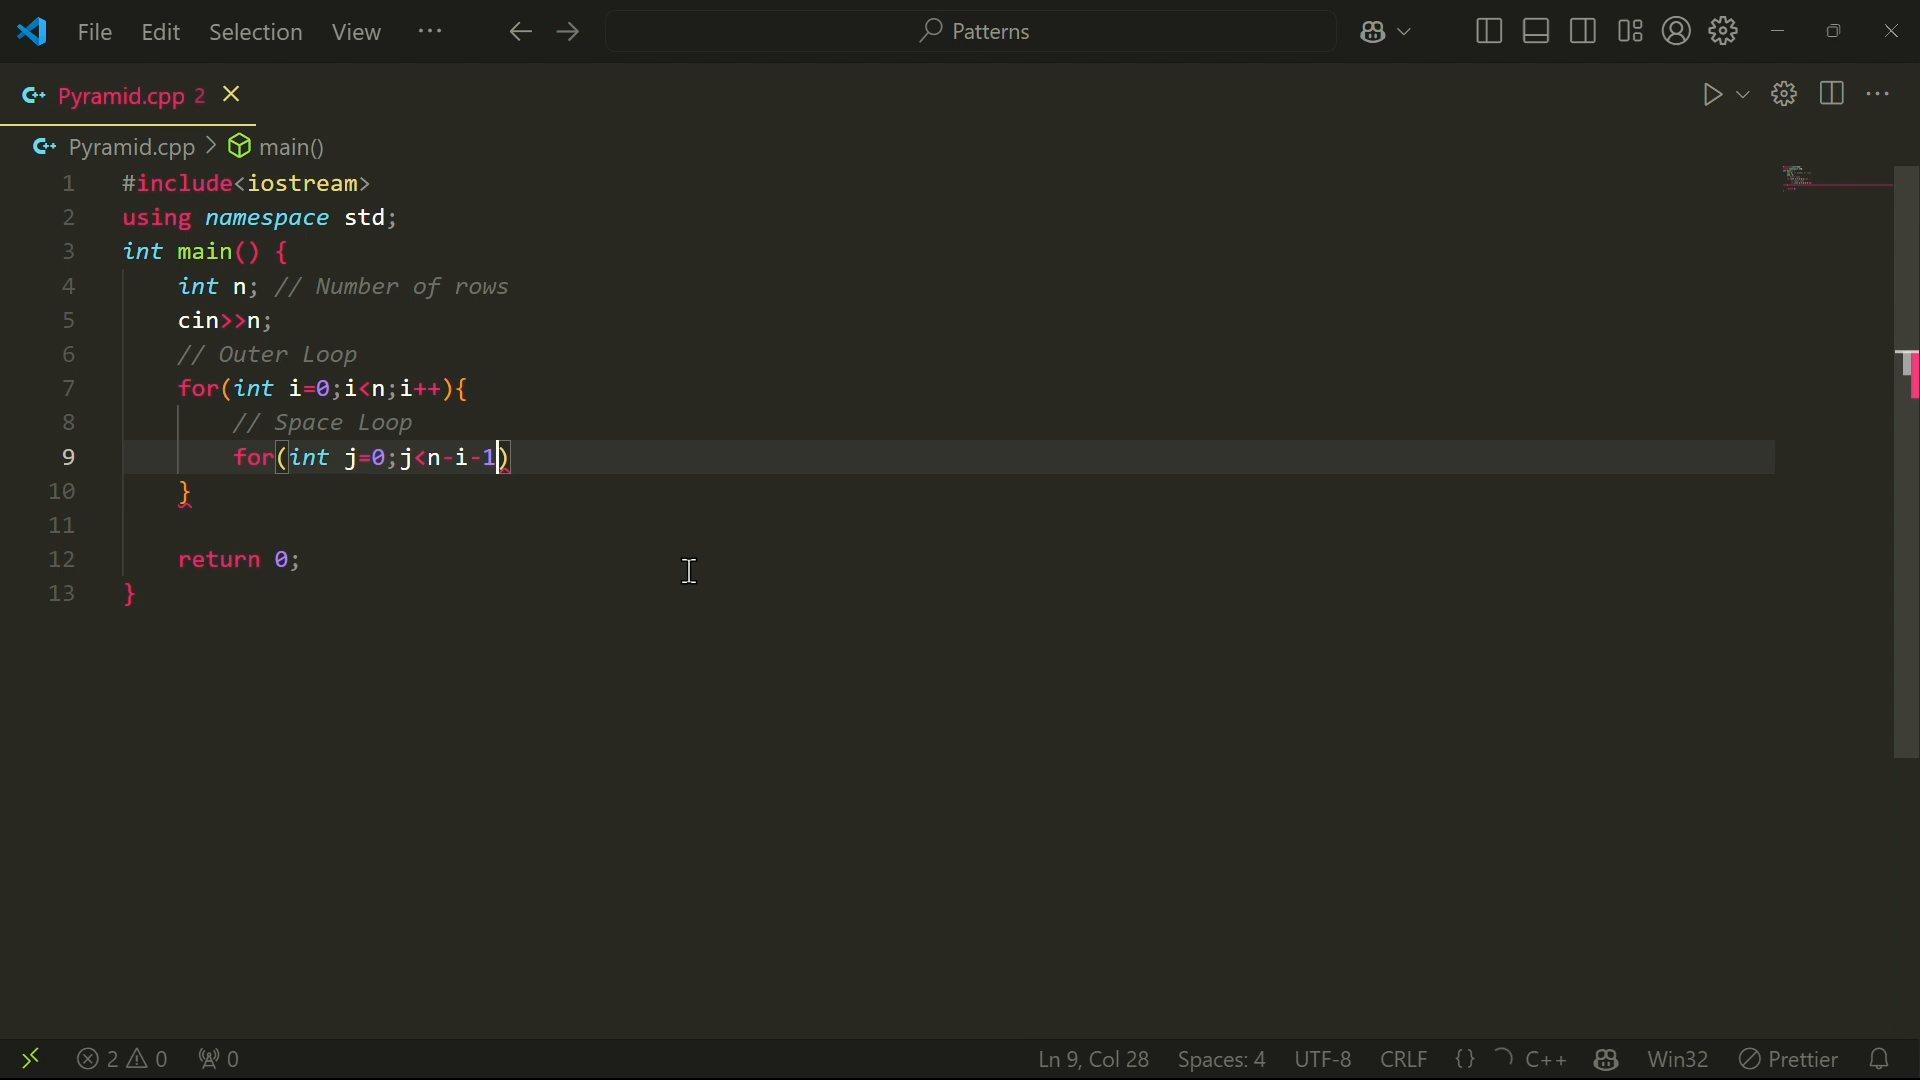 File Edit Selection View ··· Patterns
Pyramid.cpp 2
Pyramid.cpp > main()
1 #include<iostream>
2 using namespace std;
3 int main() {
4     int n; // Number of rows
5     cin>>n;
6     // Outer Loop
7     for(int i=0;i<n;i++){
8         // Space Loop
9         for(int j=0;j<n-i-1)
10     }
11
12     return 0;
13 }
2 0 0 Ln 9, Col 28 Spaces: 4 UTF-8 CRLF {} C++ Win32 Prettier